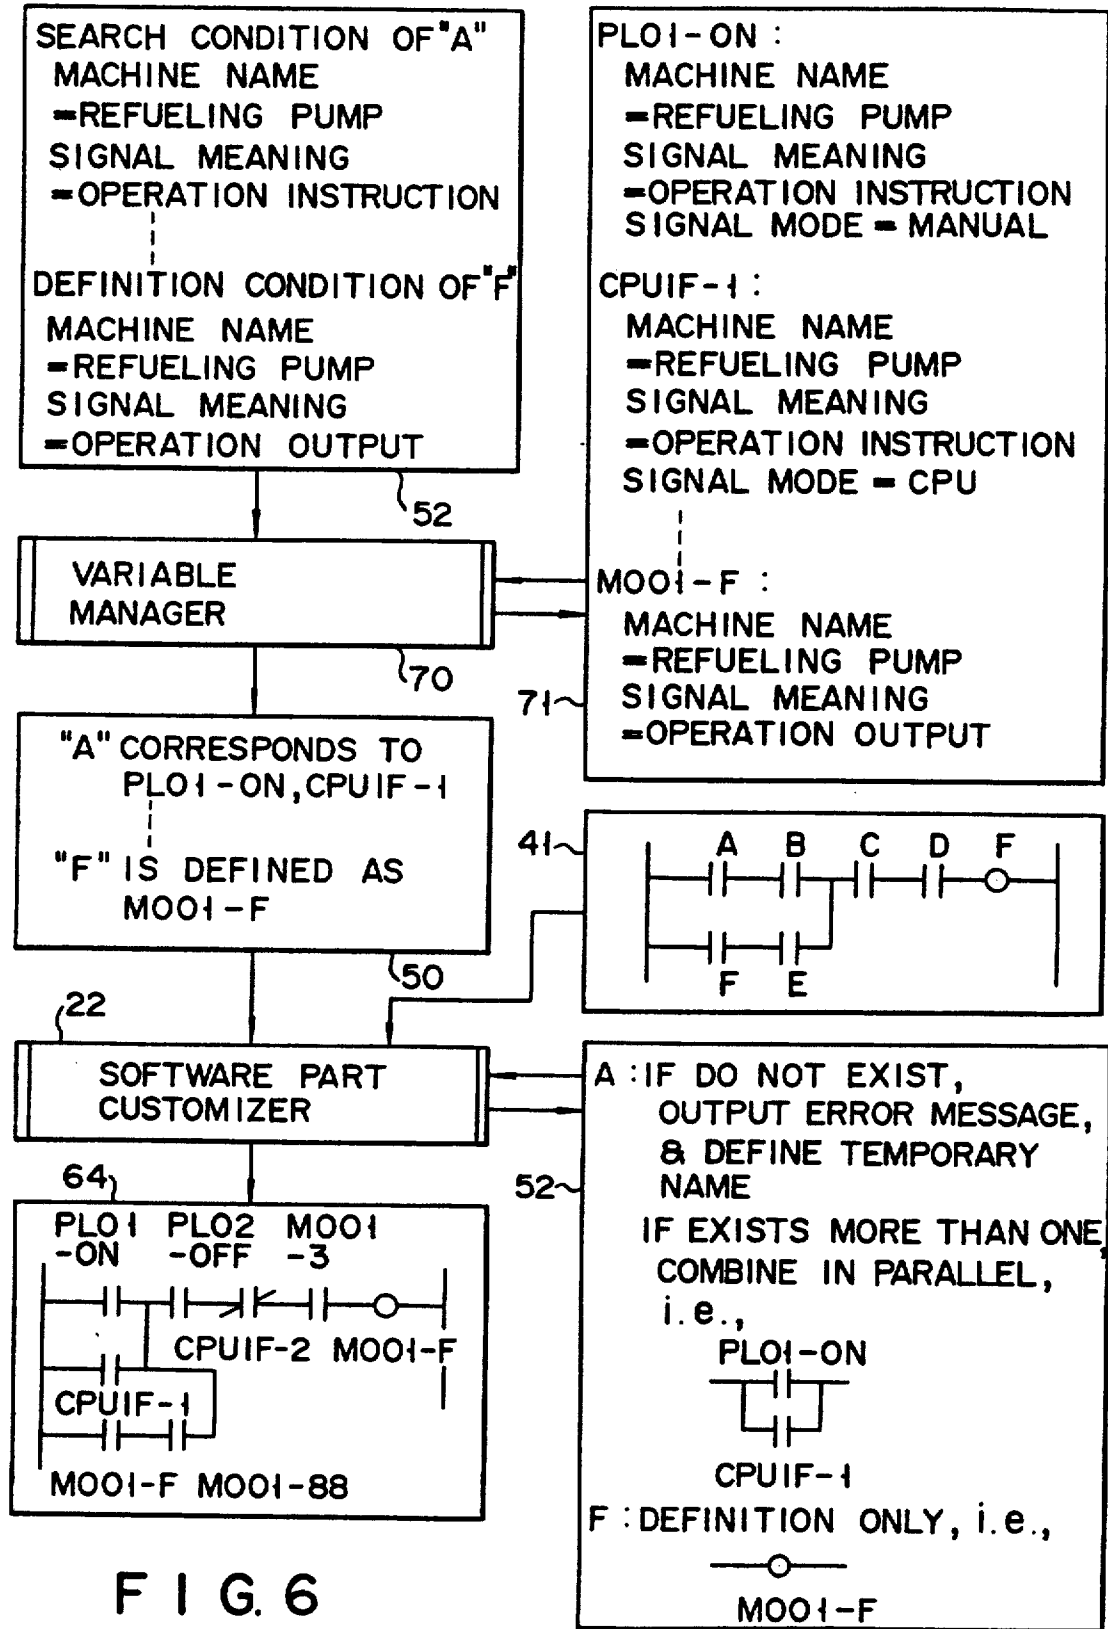 SEARCH CONDITION OF "A"
MACHINE NAME
=REFUELING PUMP
SIGNAL MEANING
=OPERATION INSTRUCTION
DEFINITION CONDITION OF "F"
MACHINE NAME
=REFUELING PUMP
SIGNAL MEANING
=OPERATION OUTPUT
52
VARIABLE
MANAGER
70
"A" CORRESPONDS TO
PL01-ON, CPUIF-1
"F" IS DEFINED AS
M001-F
50
22
SOFTWARE PART
CUSTOMIZER
64
PL01 PL02 M001
-ON -OFF -3
CPUIF-2 M001-F
CPUIF-1
M001-F M001-88
PL01-ON :
MACHINE NAME
=REFUELING PUMP
SIGNAL MEANING
=OPERATION INSTRUCTION
SIGNAL MODE = MANUAL
CPUIF-1 :
MACHINE NAME
=REFUELING PUMP
SIGNAL MEANING
=OPERATION INSTRUCTION
SIGNAL MODE = CPU
M001-F :
MACHINE NAME
=REFUELING PUMP
SIGNAL MEANING
=OPERATION OUTPUT
71
41
A B C D F
F E
A : IF DO NOT EXIST,
OUTPUT ERROR MESSAGE,
& DEFINE TEMPORARY
NAME
52
IF EXISTS MORE THAN ONE,
COMBINE IN PARALLEL,
i.e.,
PL01-ON
CPUIF-1
F : DEFINITION ONLY, i.e.,
M001-F
FIG. 6